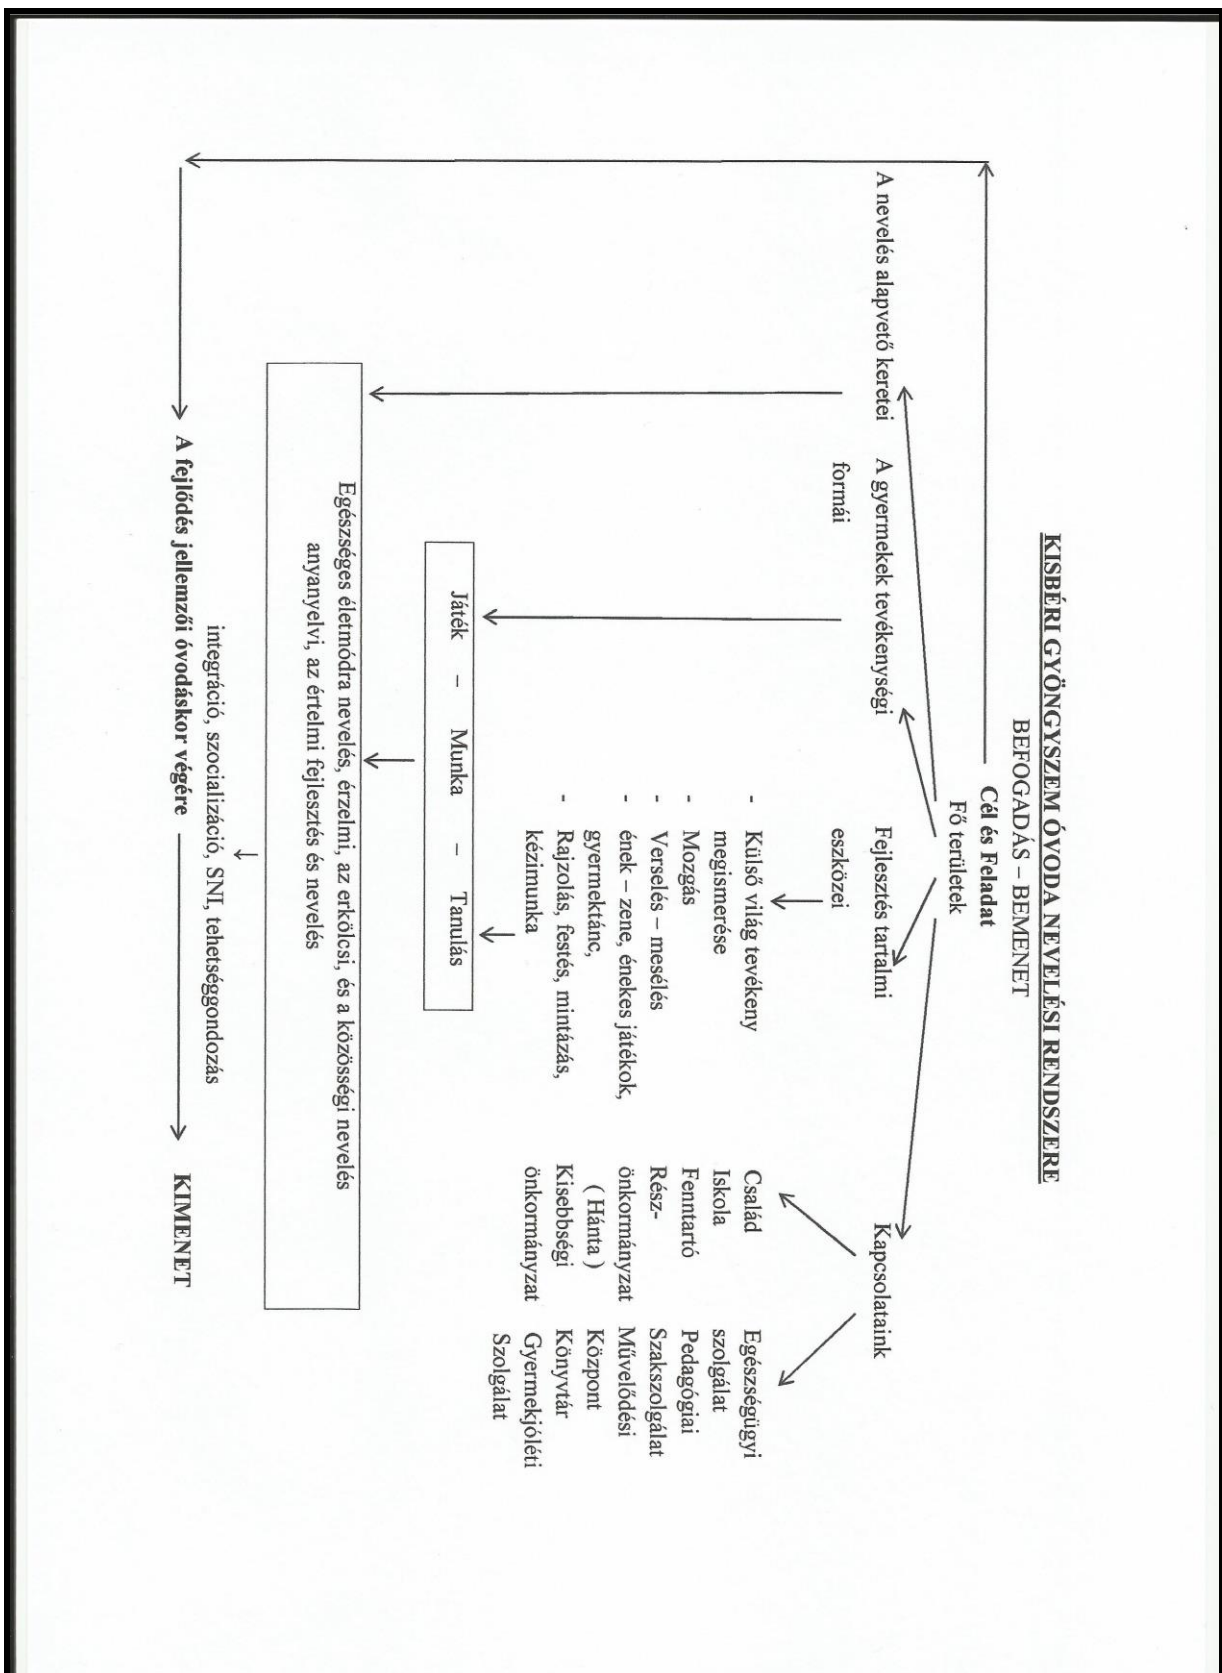 KISBÉRI GYÖNGYSZEM ÓVODA NEVELÉSI RENDSZERE
BEFOGADÁS – BEMENET
Cél és Feladat
Fő területek
A nevelés alapvető keretei
A gyermekek tevékenységi
formái
Fejlesztés tartalmi
eszközei
Kapcsolataink
- Külső világ tevékeny
megismerése
- Mozgás
- Verselés – mesélés
- ének – zene, énekes játékok,
gyermektánc,
- Rajzolás, festés, mintázás,
kézimunka
Család
Iskola
Fenntartó
Rész-
önkormányzat
( Hánta )
Kisebbségi
önkormányzat
Egészségügyi
szolgálat
Pedagógiai
Szakszolgálat
Művelődési
Központ
Könyvtár
Gyermekjóléti
Szolgálat
Játék – Munka – Tanulás
Egészséges életmódra nevelés, érzelmi, az erkölcsi, és a közösségi nevelés
anyanyelvi, az értelmi fejlesztés és nevelés
integráció, szocializáció, SNI, tehetséggondozás
A fejlődés jellemzői óvodáskor végére
KIMENET